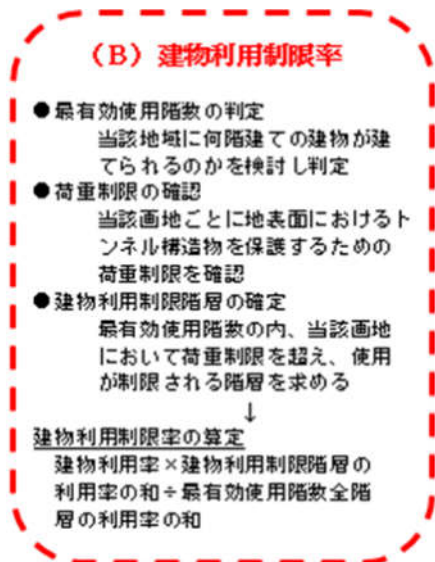 （B）建物利用制限率
●最有効使用階数の判定
当該地域に何階建ての建物が建
てられるのかを検討し判定
●荷重制限の確認
当該画地ごとに地表面におけるト
ンネル構造物を保護するための
荷重制限を確認
●建物利用制限階層の確定
最有効使用階数の内、当該画地
において荷重制限を超え、使用
が制限される階層を求める
↓
建物利用制限率の算定
建物利用率×建物利用制限階層の
利用率の和÷最有効使用階数全階
層の利用率の和